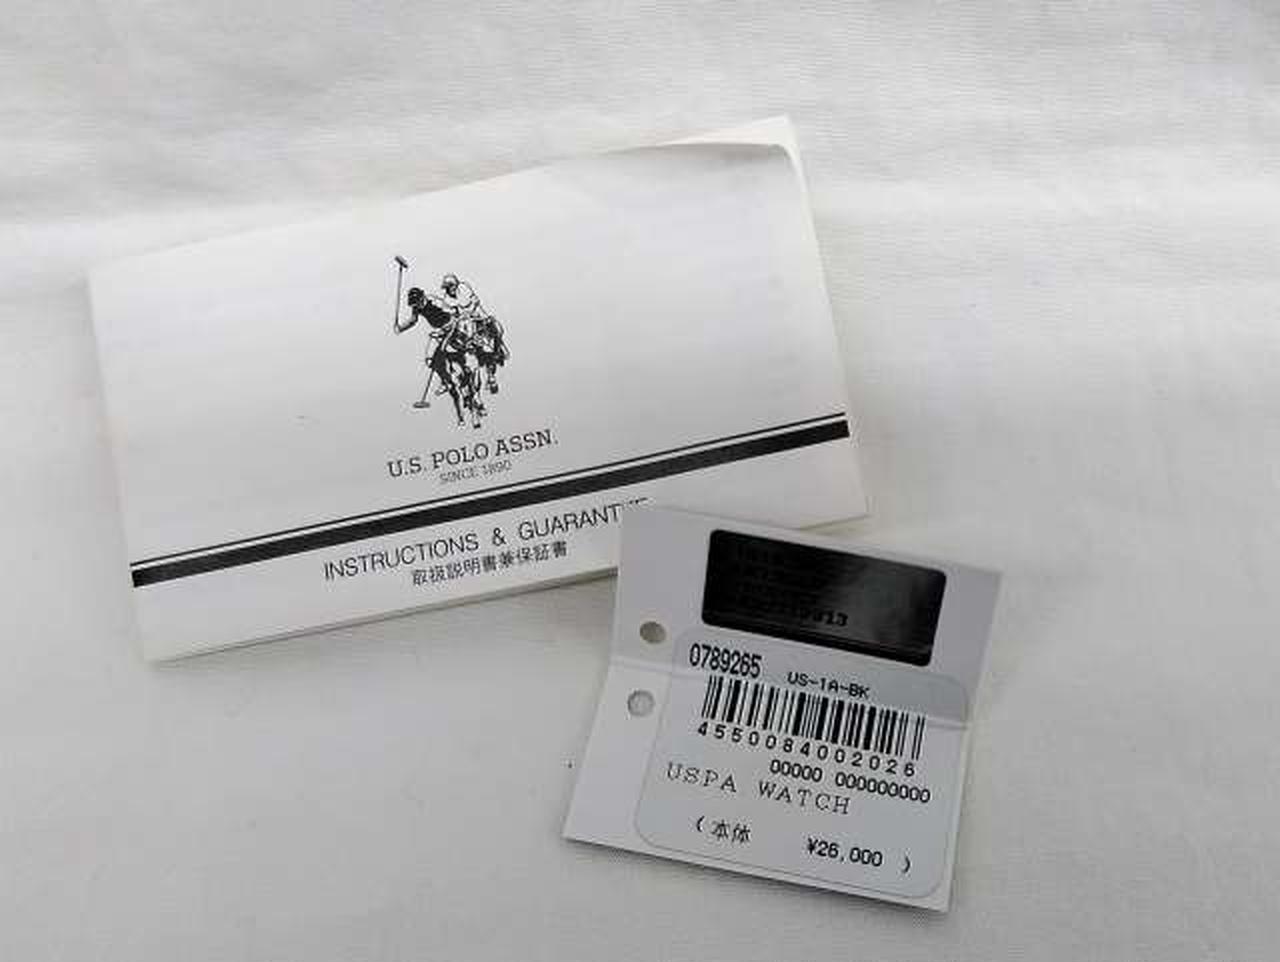 U.S. POLO ASSN.
SINCE 1890
INSTRUCTIONS & GUARANT
取扱説明書兼保証書
0789265 US-1A-BK
4550084002026
00000 000000000
USPA WATCH
(本体 ¥26,000 )